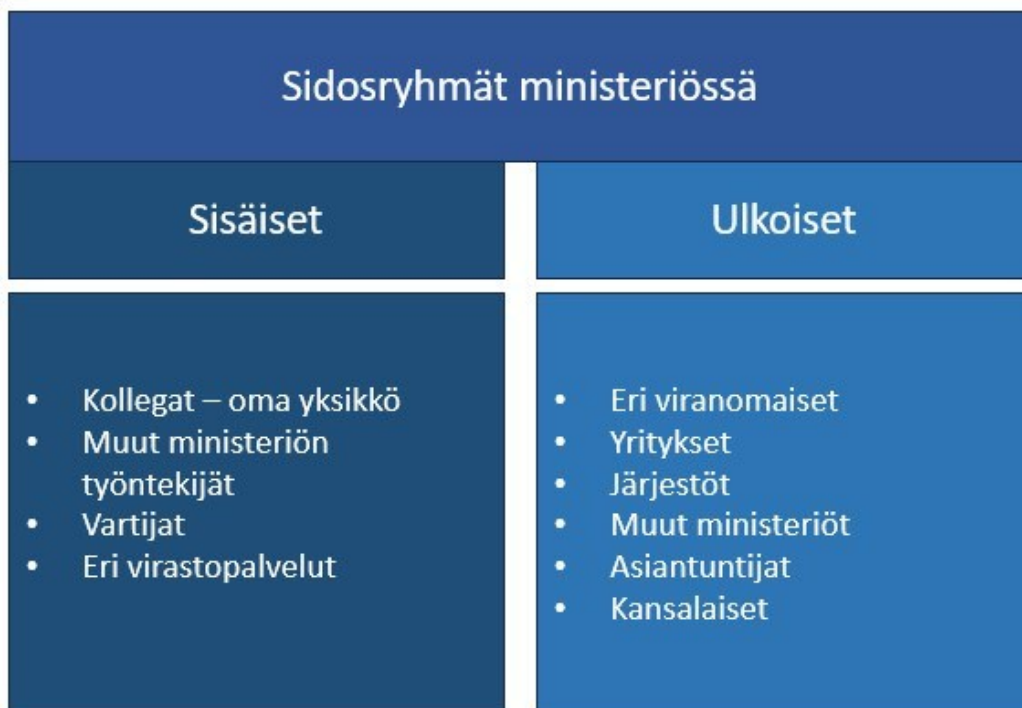 Sidosryhmät ministeriössä
Sisäiset
• Kollegat – oma yksikkö
• Muut ministeriön
työntekijät
• Vartijat
• Eri virastopalvelut
Ulkoiset
• Eri viranomaiset
• Yritykset
• Järjestöt
• Muut ministeriöt
• Asiantuntijat
• Kansalaiset